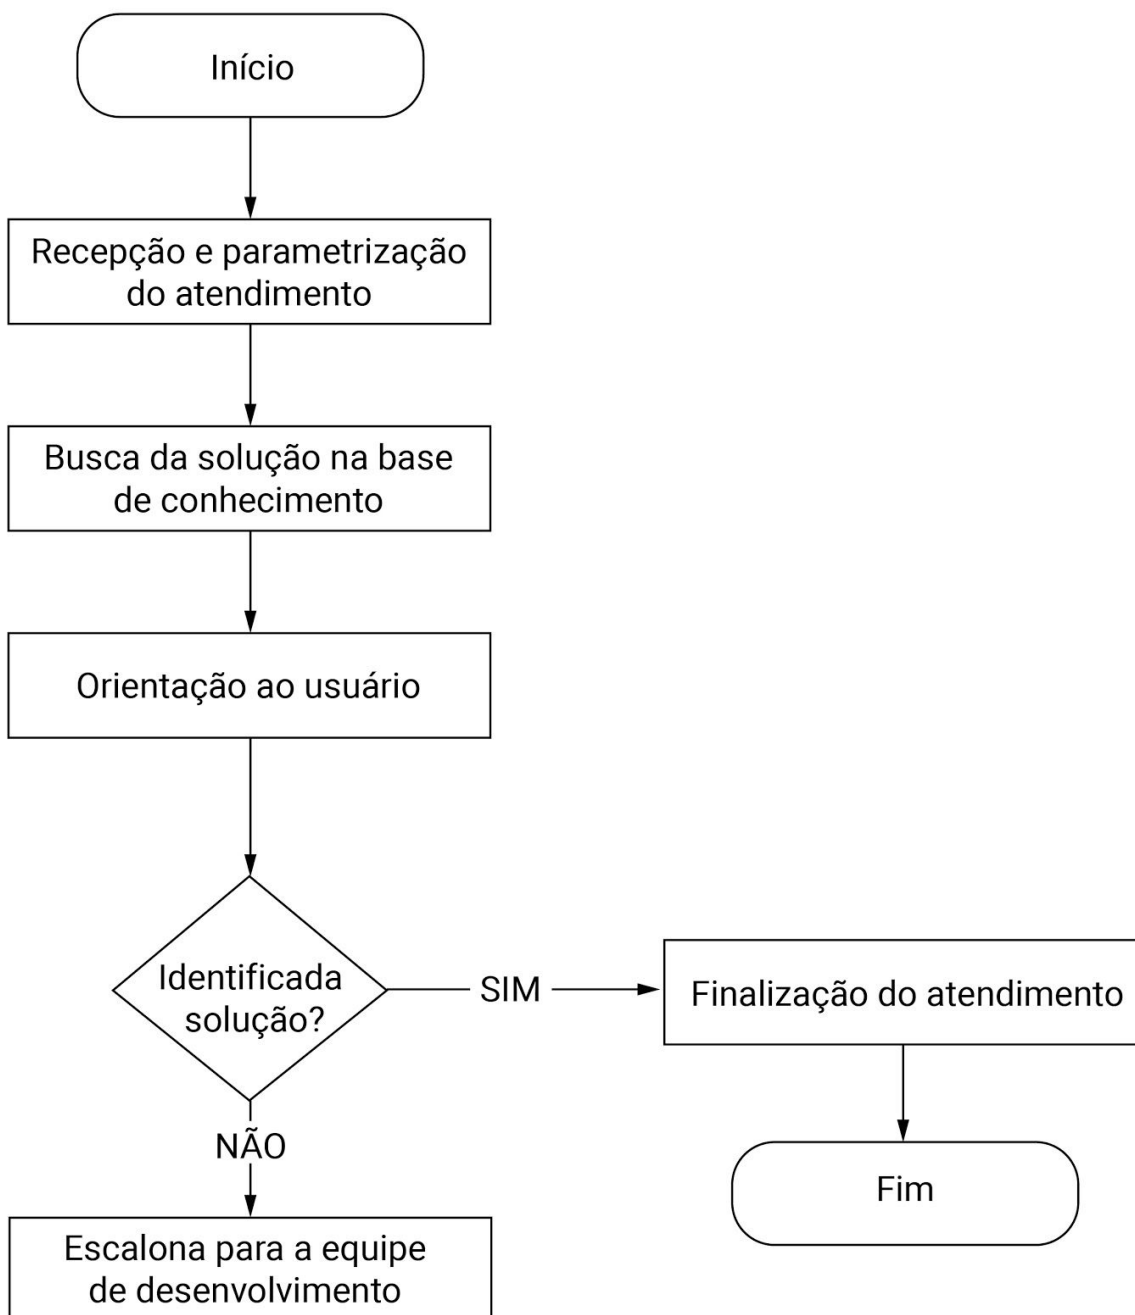 Início
Recepção e parametrização
do atendimento
Busca da solução na base
de conhecimento
Orientação ao usuário
Identificada
solução?
SIM
Finalização do atendimento
NÃO
Fim
Escalona para a equipe
de desenvolvimento